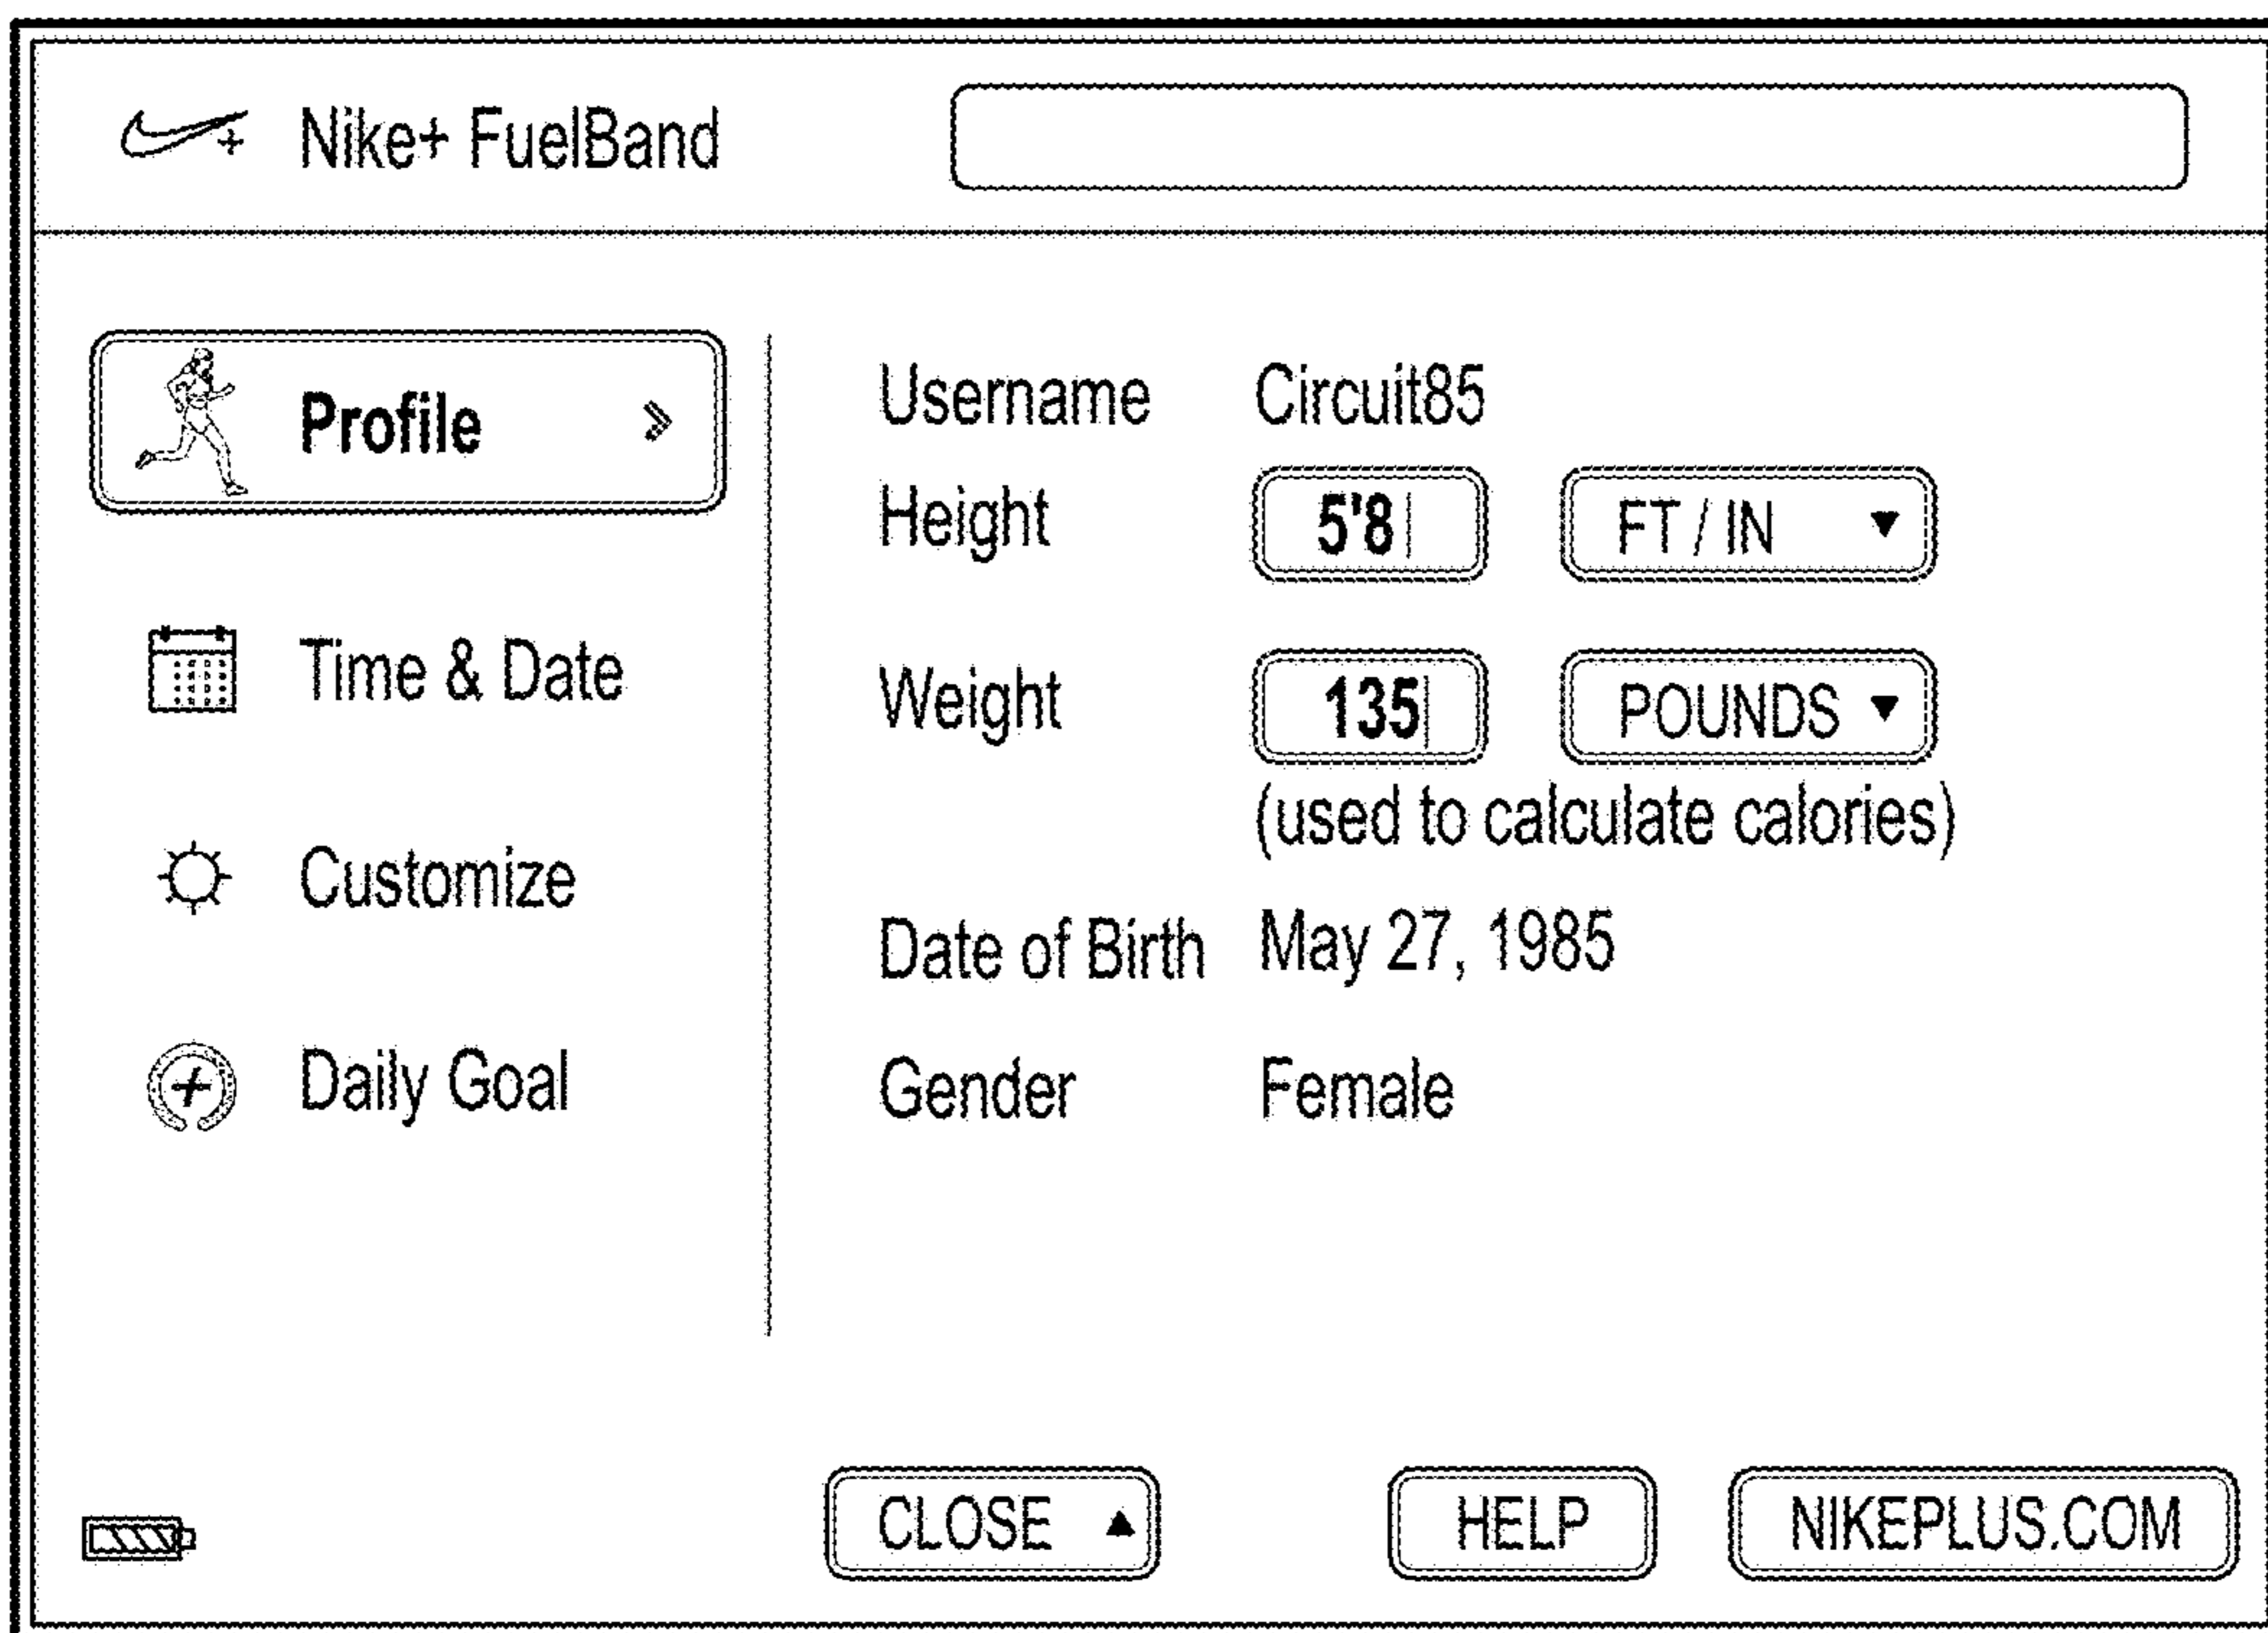 Nike+ FuelBand
Profile »
Time & Date
Customize
Daily Goal
Username Circuit85
Height 5'8 FT / IN ▼
Weight 135 POUNDS ▼
(used to calculate calories)
Date of Birth May 27, 1985
Gender Female
CLOSE ▲ HELP NIKEPLUS.COM